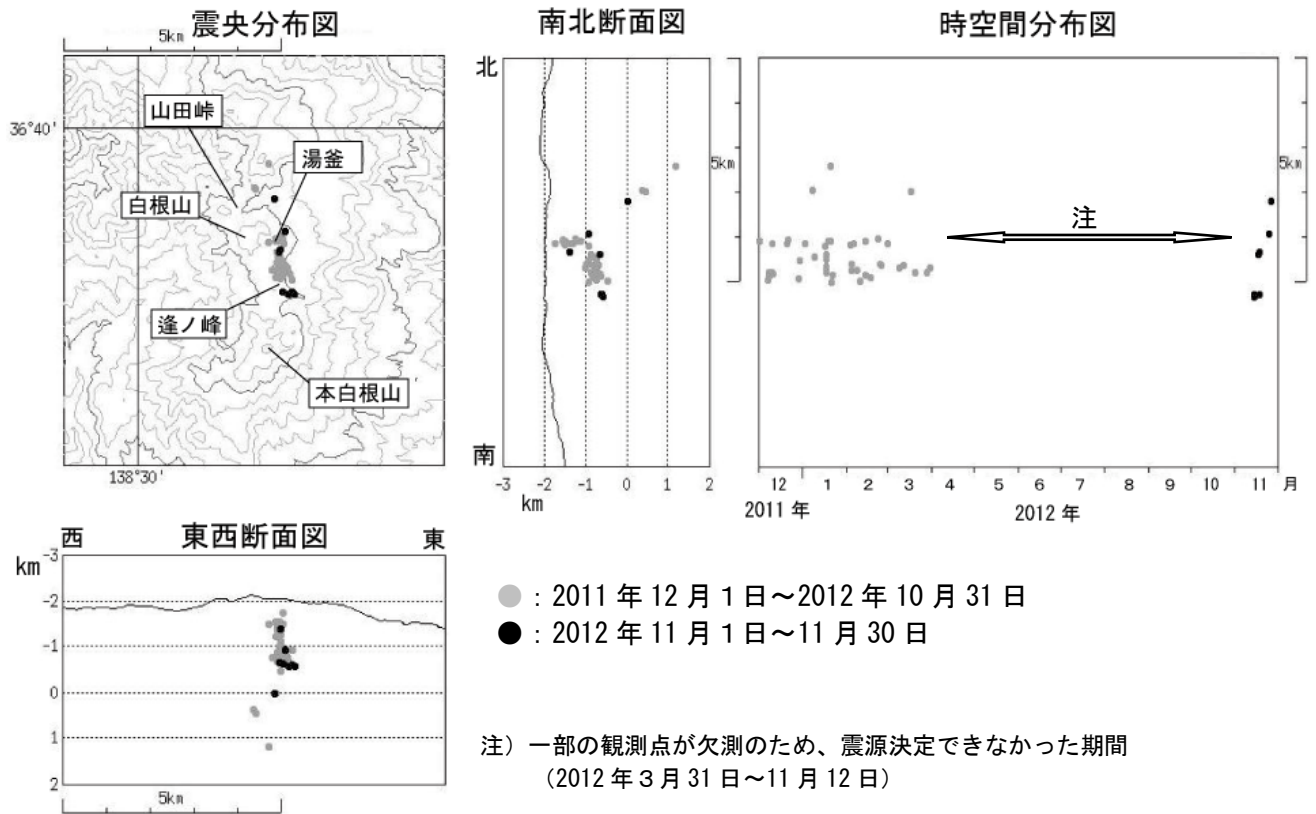 震央分布図
5km
36°40'
138°30'
山田峠
湯釜
白根山
逢ノ峰
本白根山
南北断面図
北
南
-3 -2 -1 0 1 2
km
時空間分布図
5km
5km
注
12 1 2 3 4 5 6 7 8 9 10 11 月
2011 年 2012 年
東西断面図
西 東
km
-3
-2
-1
0
1
2
5km
：2011 年 12 月 1 日～2012 年 10 月 31 日
：2012 年 11 月 1 日～11 月 30 日
注）一部の観測点が欠測のため、震源決定できなかった期間
（2012 年３月 31 日～11 月 12 日）